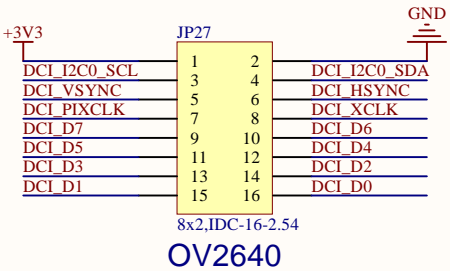 GND
+3V3 JP27
1 2
DCI_I2C0_SCL 3 4 DCI_I2C0_SDA
DCI_VSYNC 5 6 DCI_HSYNC
DCI_PIXCLK 7 8 DCI_XCLK
DCI_D7 9 10 DCI_D6
DCI_D5 11 12 DCI_D4
DCI_D3 13 14 DCI_D2
DCI_D1 15 16 DCI_D0
8x2,IDC-16-2.54
OV2640